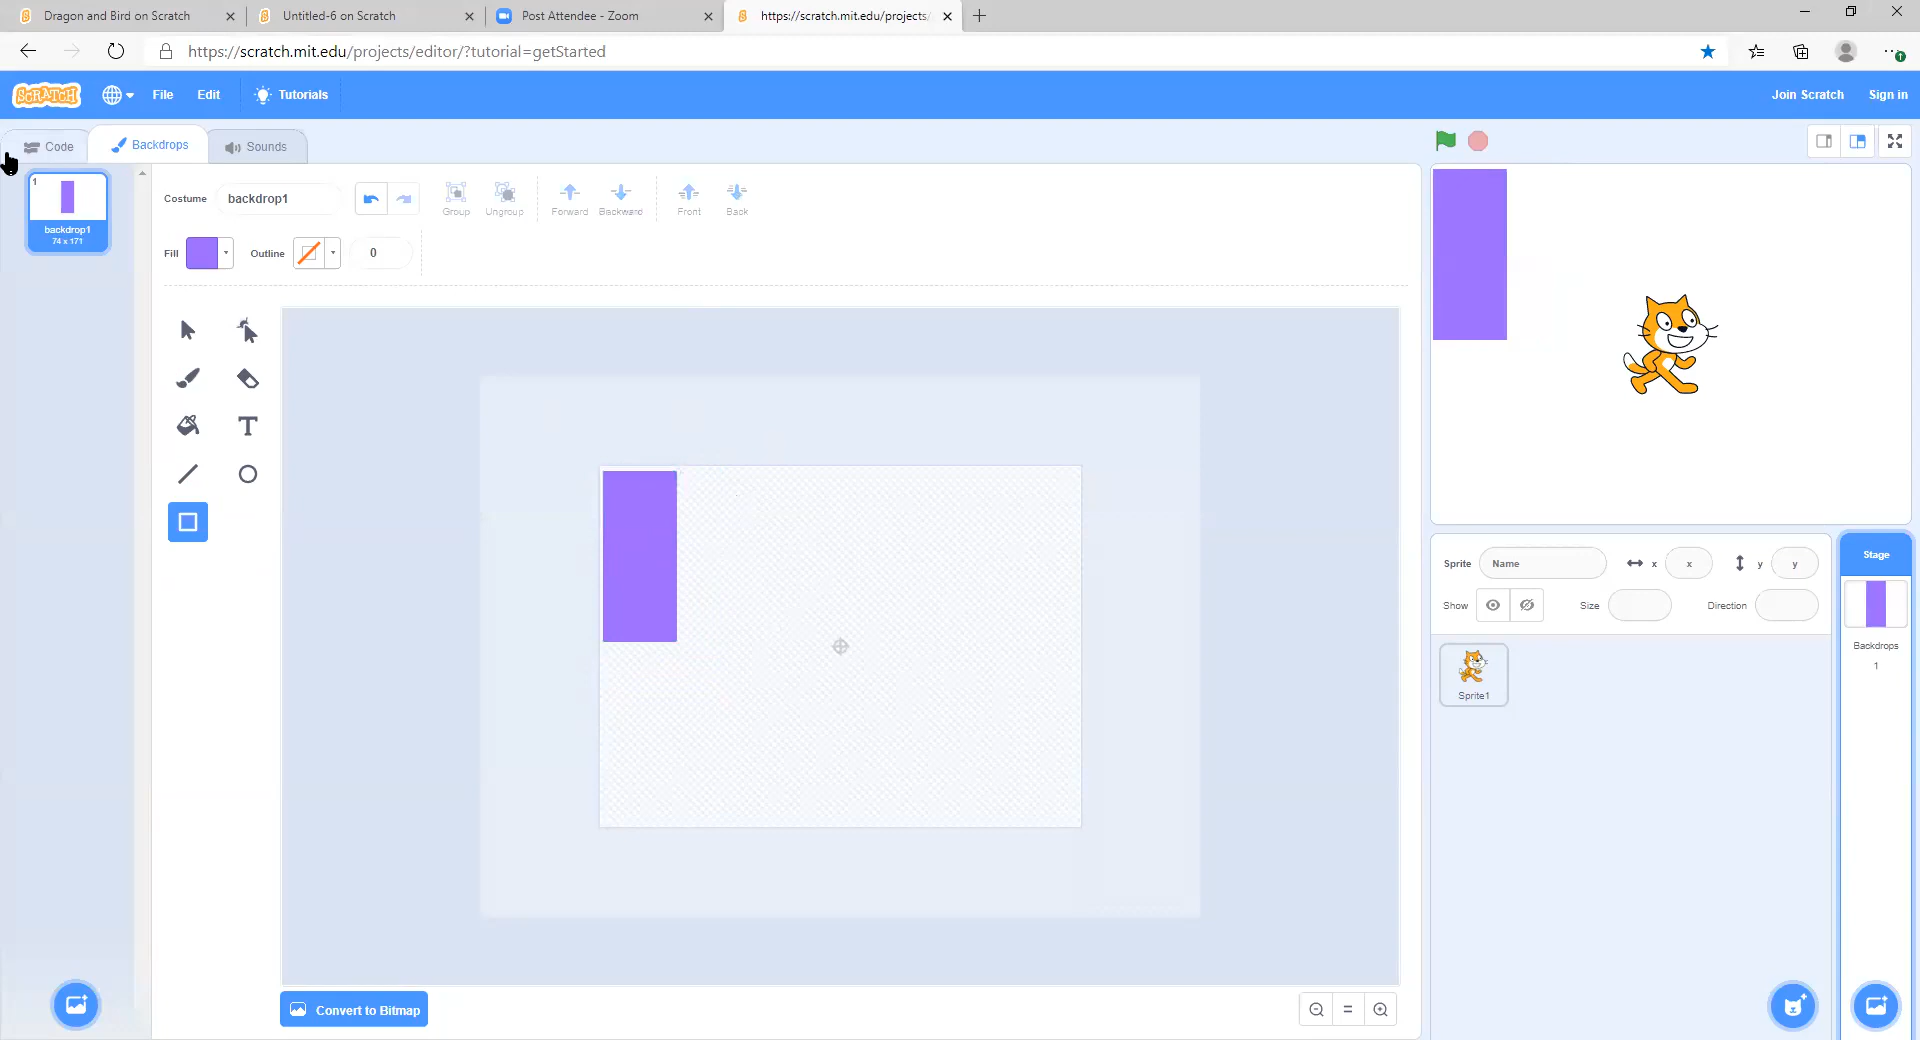 Dragon and Bird on Scratch
Untitled-6 on Scratch
Post Attendee - Zoom
https://scratch.mit.edu/projects/
https://scratch.mit.edu/projects/editor/?tutorial=getStarted
SCRATCH
File
Edit
Tutorials
Join Scratch
Sign in
Code
Backdrops
Sounds
1
backdrop1
74 x 171
Costume
backdrop1
Group
Ungroup
Forward
Backward
Front
Back
Fill
Outline
0
T
Convert to Bitmap
Sprite
Name
x
x
y
y
Show
Size
Direction
Sprite1
Stage
Backdrops
1